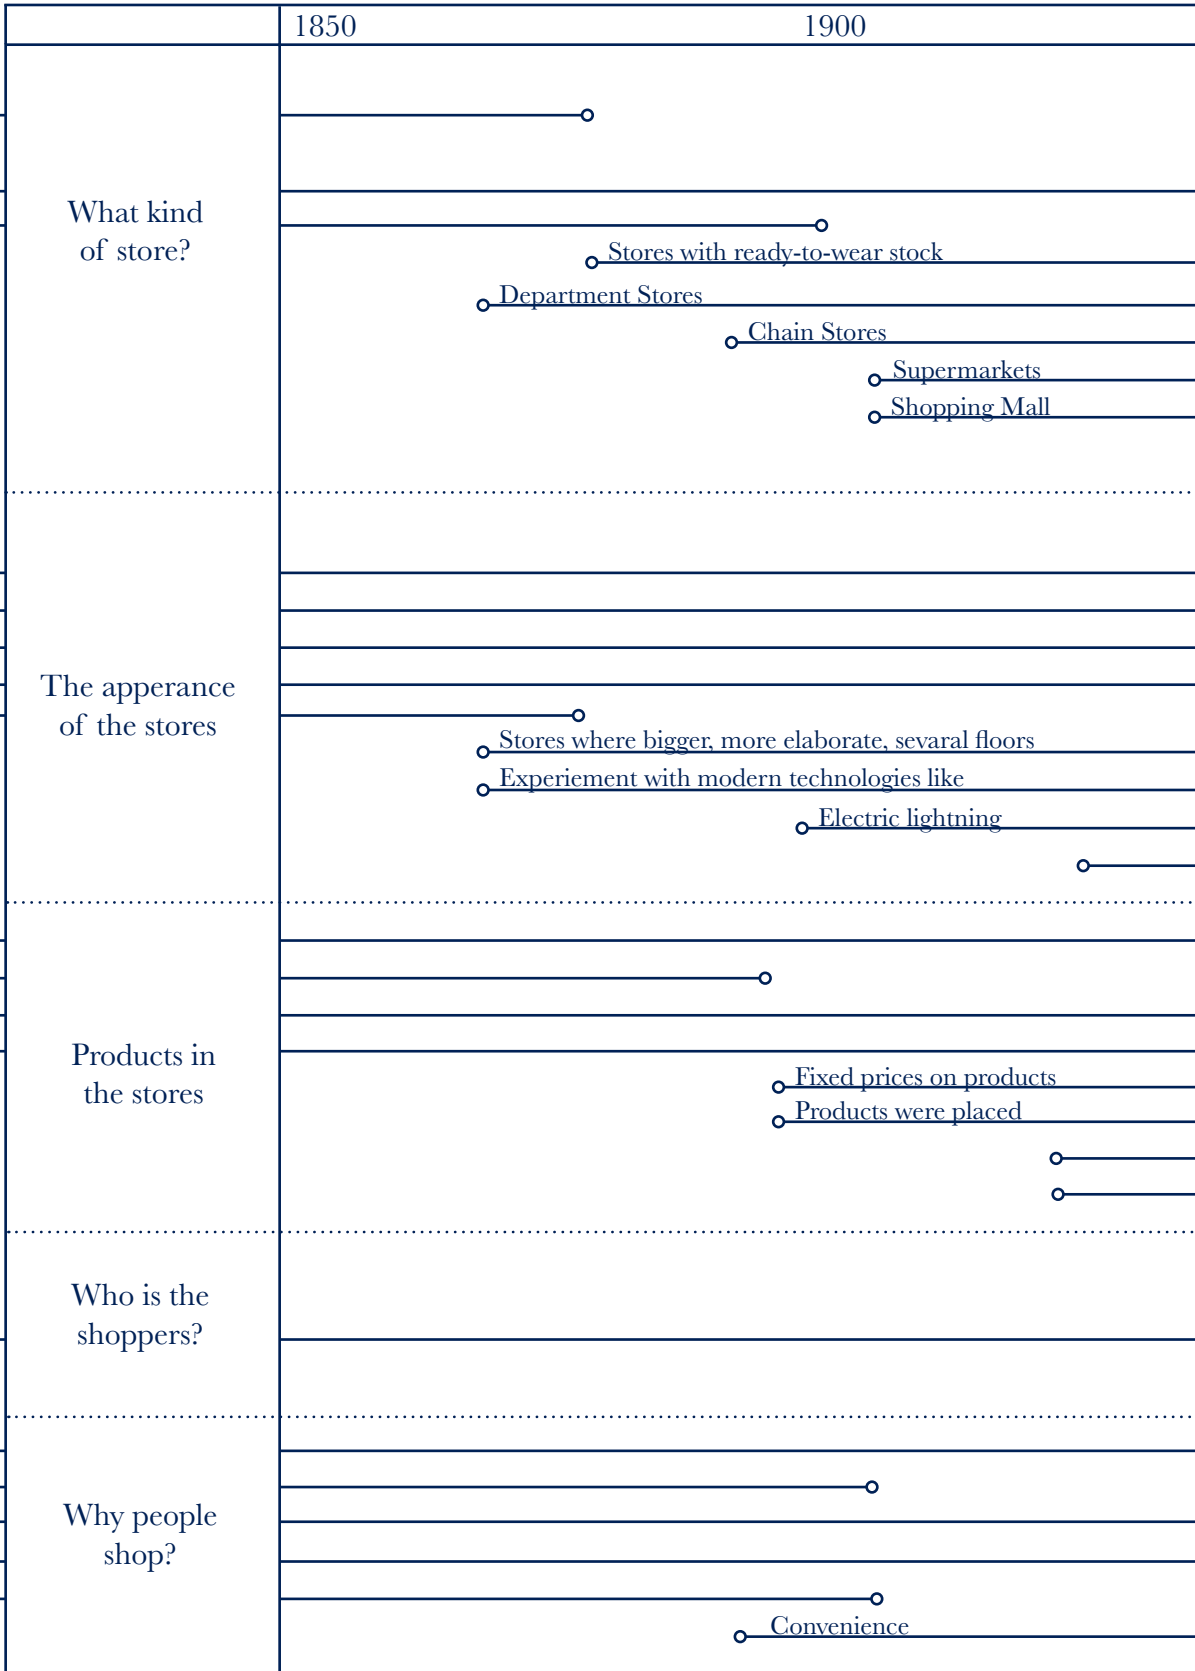 1850 1900
What kind
of store?
Stores with ready-to-wear stock
Department Stores
Chain Stores
Supermarkets
Shopping Mall
The apperance
of the stores
Stores where bigger, more elaborate, sevaral floors
Experiement with modern technologies like
Electric lightning
Products in
the stores
Fixed prices on products
Products were placed
Who is the
shoppers?
Why people
shop?
Convenience